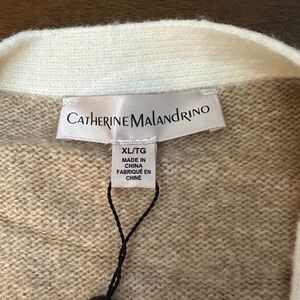 CATHERINE MALANDRINO
XL/TG
MADE IN
CHINA
FABRIQUÉ EN
CHINE